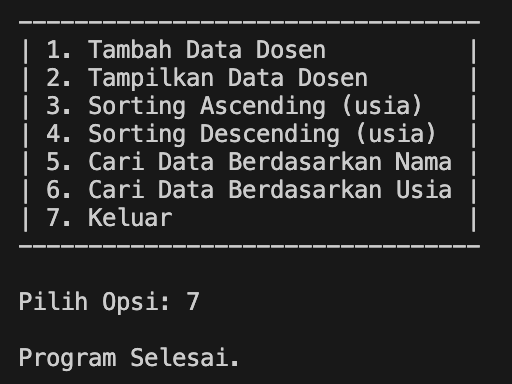 ---------------------------------
| 1. Tambah Data Dosen          |
| 2. Tampilkan Data Dosen       |
| 3. Sorting Ascending (usia)   |
| 4. Sorting Descending (usia)  |
| 5. Cari Data Berdasarkan Nama |
| 6. Cari Data Berdasarkan Usia |
| 7. Keluar                     |
---------------------------------
Pilih Opsi: 7
Program Selesai.